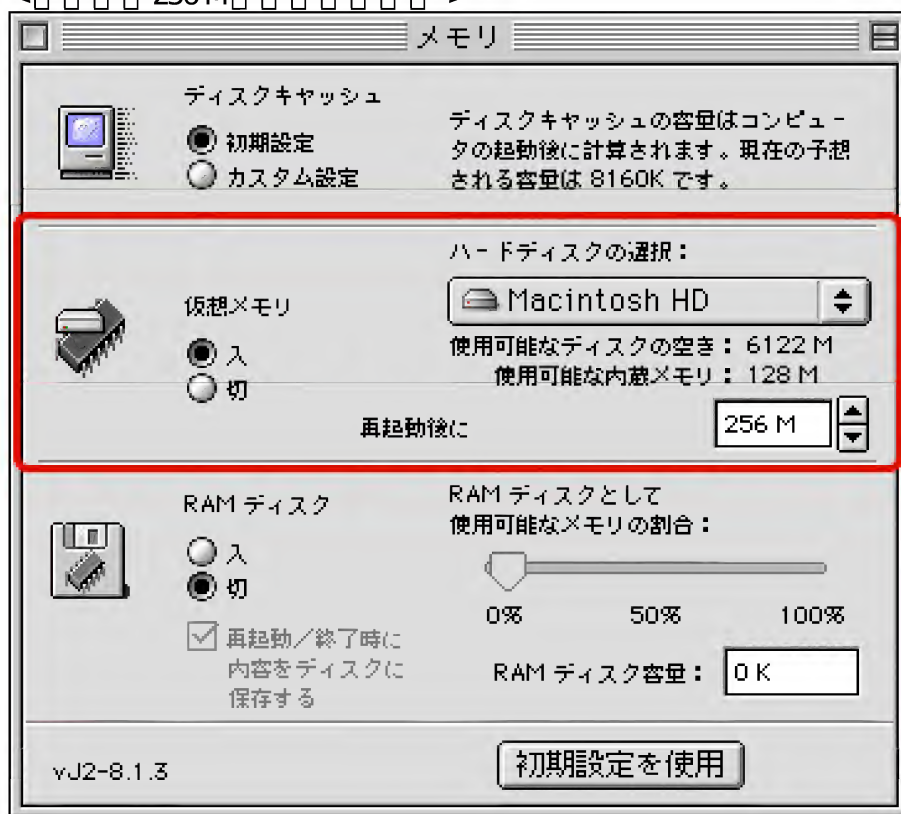 256 M
メモリ
ディスクキャッシュ
初期設定
カスタム設定
ディスクキャッシュの容量はコンピュー
タの起動後に計算されます。現在の予想
される容量は 8160K です。
仮想メモリ
入
切
ハードディスクの選択：
Macintosh HD
使用可能なディスクの空き： 6122 M
使用可能な内蔵メモリ： 128 M
再起動後に
256 M
RAM ディスク
入
切
再起動／終了時に
内容をディスクに
保存する
RAM ディスクとして
使用可能なメモリの割合：
0% 50% 100%
RAM ディスク容量： 0 K
vJ2-8.1.3
初期設定を使用